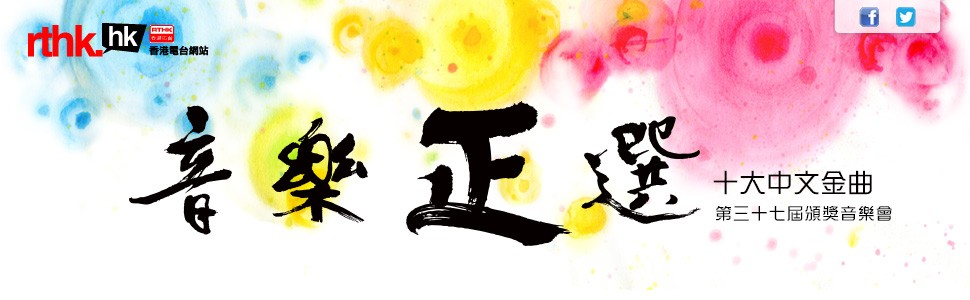 rthk.hk
RTHK
香港電台
香港電台網站
音樂正選
十大中文金曲
第三十七屆頒獎音樂會